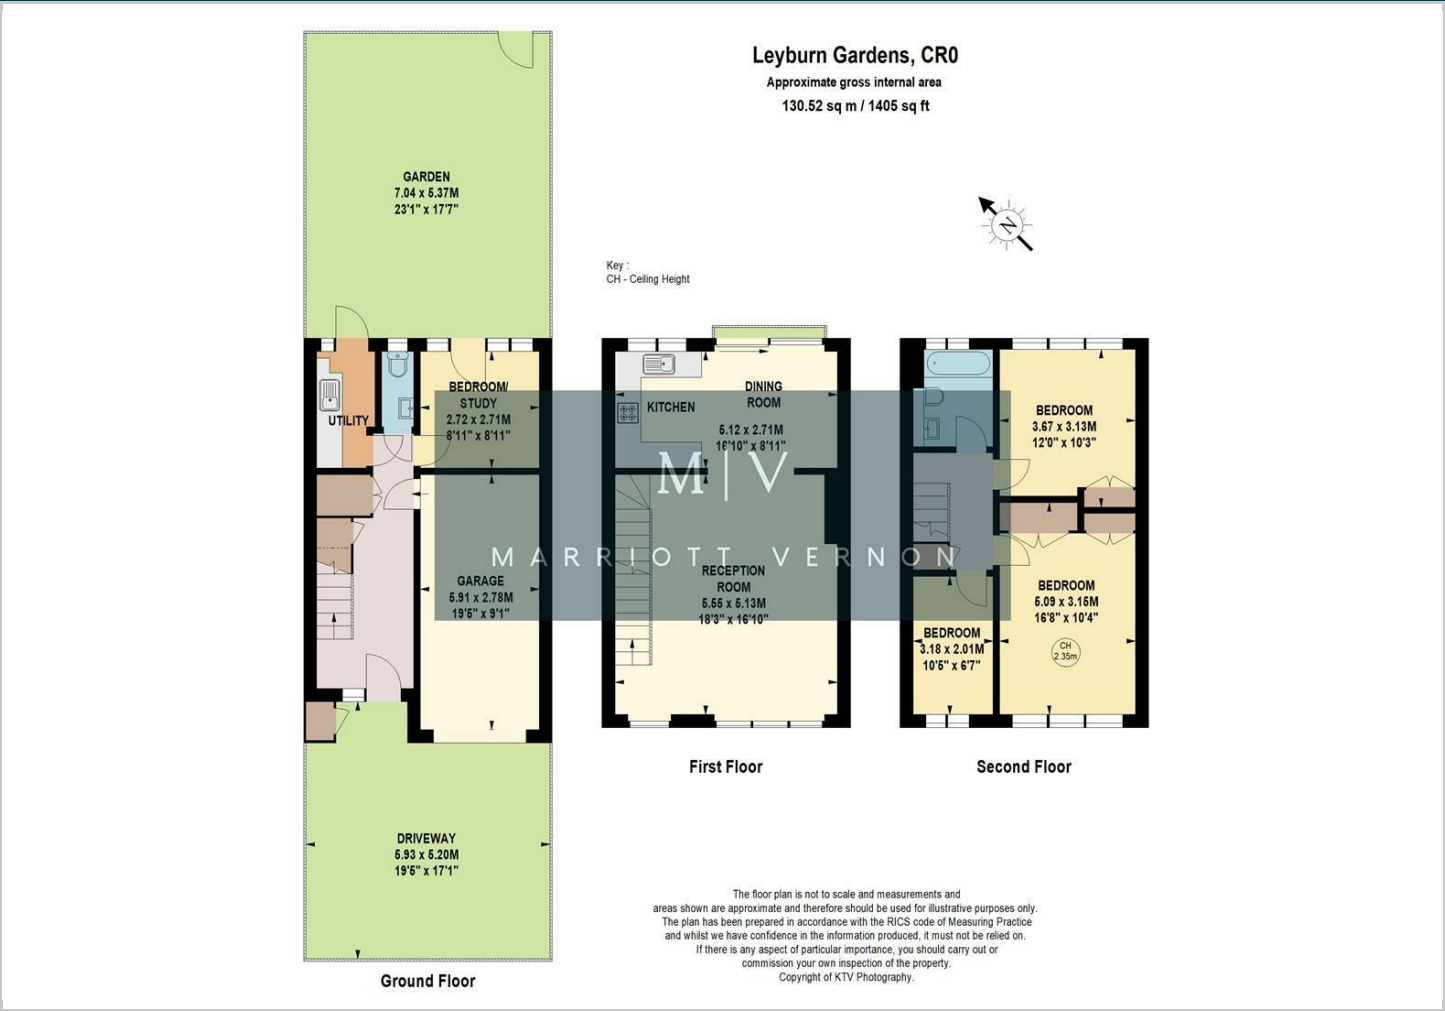 Leyburn Gardens, CR0
Approximate gross internal area
130.52 sq m / 1405 sq ft
GARDEN
7.04 x 5.37M
23'1" x 17'7"
N
Key :
CH - Ceiling Height
UTILITY
BEDROOM/
STUDY
2.72 x 2.71M
8'11" x 8'11"
GARAGE
5.91 x 2.78M
19'5" x 9'1"
DRIVEWAY
5.93 x 5.20M
19'5" x 17'1"
Ground Floor
KITCHEN
DINING
ROOM
5.12 x 2.71M
16'10" x 8'11"
M|V
MARRIOTT VERNON
RECEPTION
ROOM
5.55 x 5.13M
18'3" x 16'10"
First Floor
BEDROOM
3.67 x 3.13M
12'0" x 10'3"
BEDROOM
5.09 x 3.15M
16'8" x 10'4"
CH
2.35m
BEDROOM
3.18 x 2.01M
10'5" x 6'7"
Second Floor
The floor plan is not to scale and measurements and
areas shown are approximate and therefore should be used for illustrative purposes only.
The plan has been prepared in accordance with the RICS code of Measuring Practice
and whilst we have confidence in the information produced, it must not be relied on.
If there is any aspect of particular importance, you should carry out or
commission your own inspection of the property.
Copyright of KTV Photography.